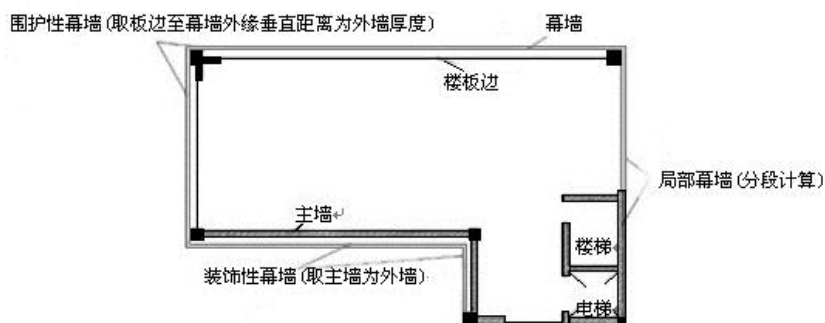 围护性幕墙(取板边至幕墙外缘垂直距离为外墙厚度)
幕墙
楼板边
局部幕墙(分段计算)
主墙↵
楼梯
装饰性幕墙(取主墙为外墙)
电梯